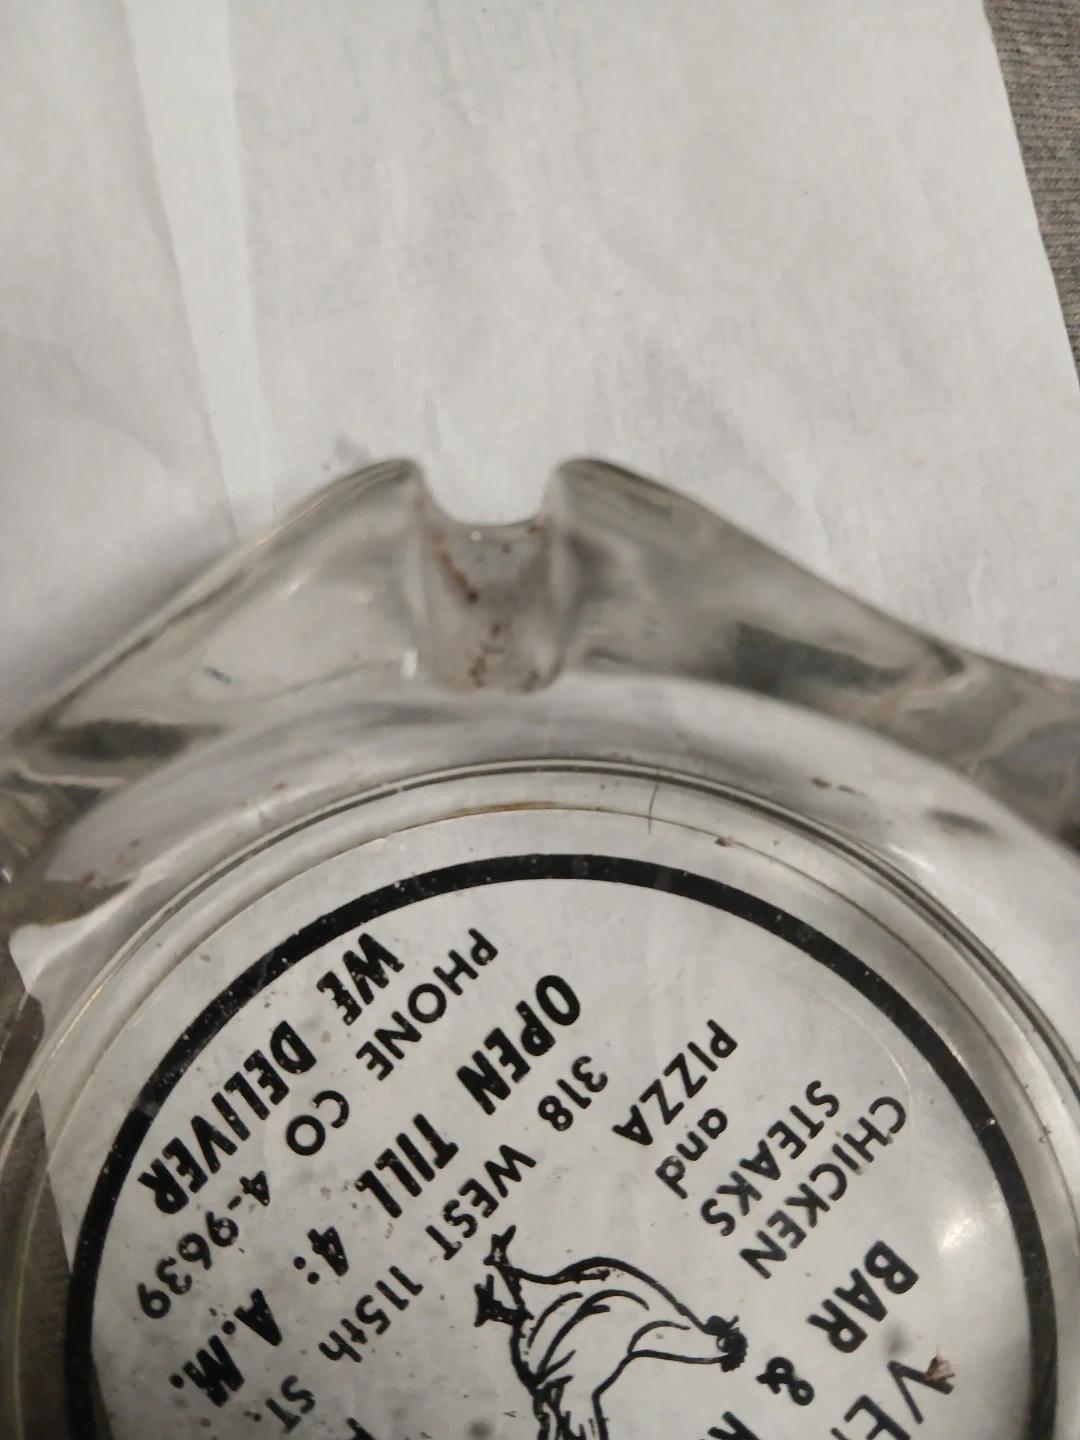 BAR &
CHICKEN
STEAKS
and
PIZZA
318 WEST 115th ST.
OPEN TILL 4: A.M.
PHONE CO 4-9639
WE DELIVER